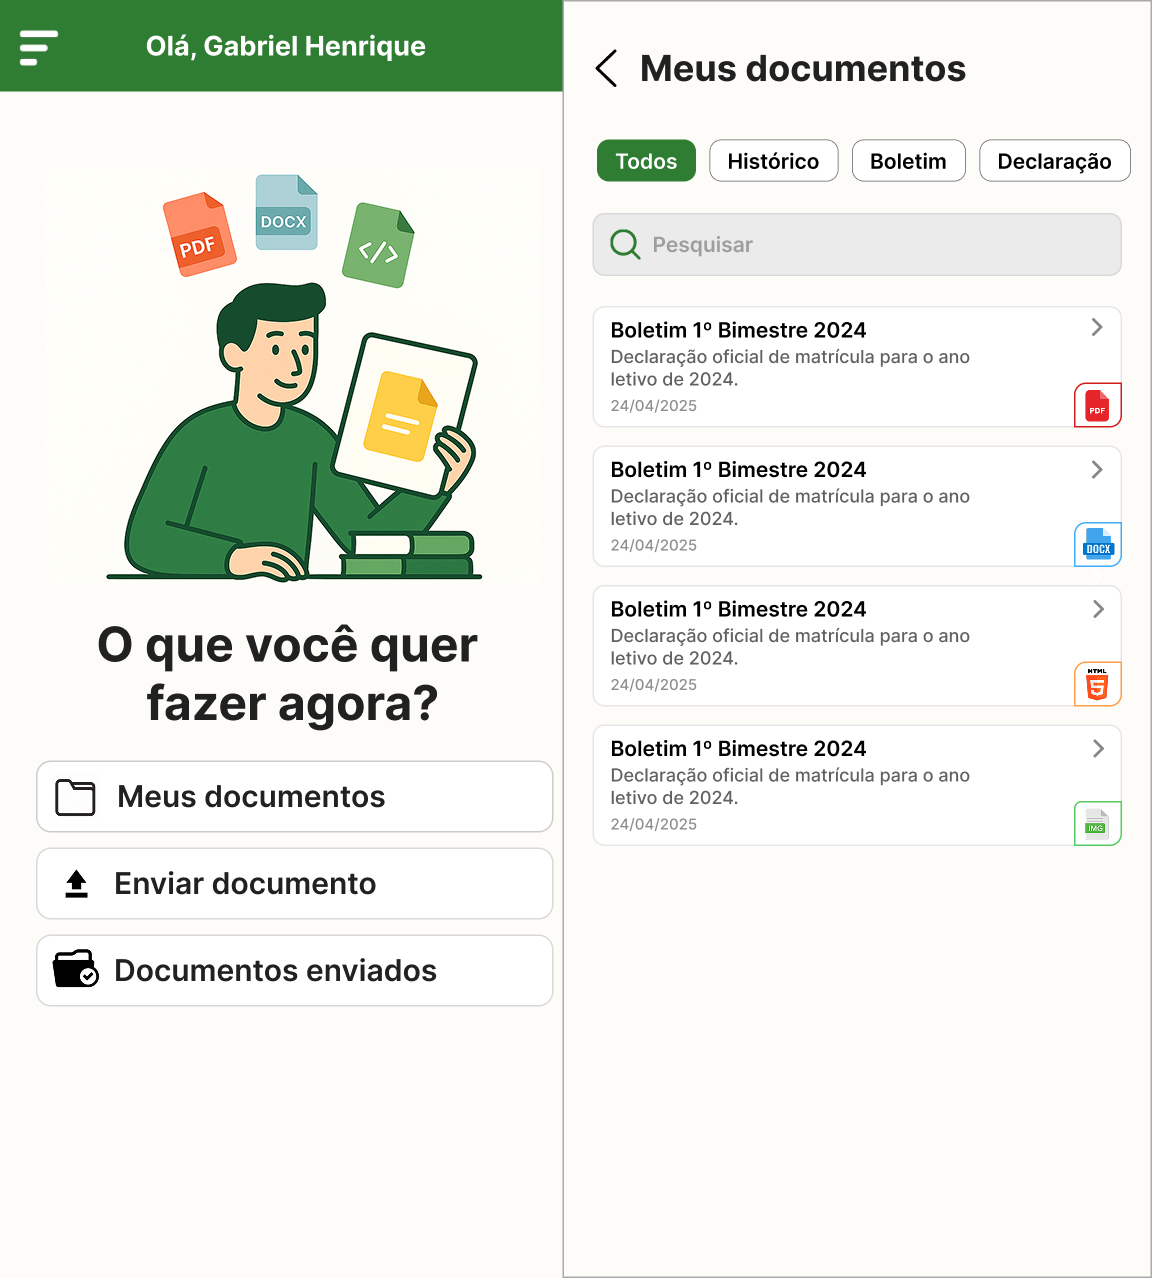 Olá, Gabriel Henrique
PDF
DOCX
</>
O que você quer
fazer agora?
Meus documentos
Enviar documento
Documentos enviados
Meus documentos
Todos
Histórico
Boletim
Declaração
Pesquisar
Boletim 1º Bimestre 2024
Declaração oficial de matrícula para o ano
letivo de 2024.
24/04/2025
PDF
Boletim 1º Bimestre 2024
Declaração oficial de matrícula para o ano
letivo de 2024.
24/04/2025
DOCX
Boletim 1º Bimestre 2024
Declaração oficial de matrícula para o ano
letivo de 2024.
24/04/2025
HTML
5
Boletim 1º Bimestre 2024
Declaração oficial de matrícula para o ano
letivo de 2024.
24/04/2025
IMG